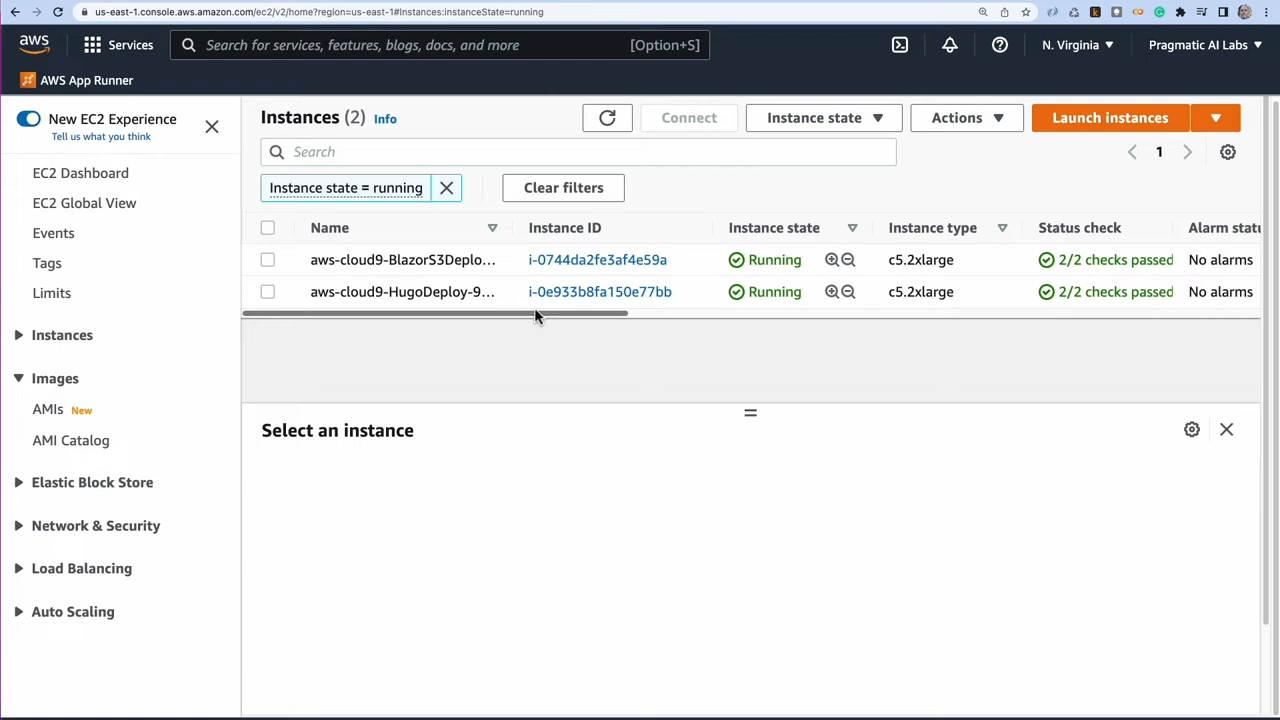 us-east-1.console.aws.amazon.com/ec2/v2/home?region=us-east-1#Instances:instanceState=running
aws Services Search for services, features, blogs, docs, and more [Option+S] N. Virginia Pragmatic AI Labs
AWS App Runner
New EC2 Experience
Tell us what you think
EC2 Dashboard
EC2 Global View
Events
Tags
Limits
Instances
Images
AMIs New
AMI Catalog
Elastic Block Store
Network & Security
Load Balancing
Auto Scaling
Instances (2) Info Connect Instance state Actions Launch instances
Search 1
Instance state = running Clear filters
Name Instance ID Instance state Instance type Status check Alarm statu
aws-cloud9-BlazorS3Deplo... i-0744da2fe3af4e59a Running c5.2xlarge 2/2 checks passed No alarms
aws-cloud9-HugoDeploy-9... i-0e933b8fa150e77bb Running c5.2xlarge 2/2 checks passed No alarms
Select an instance